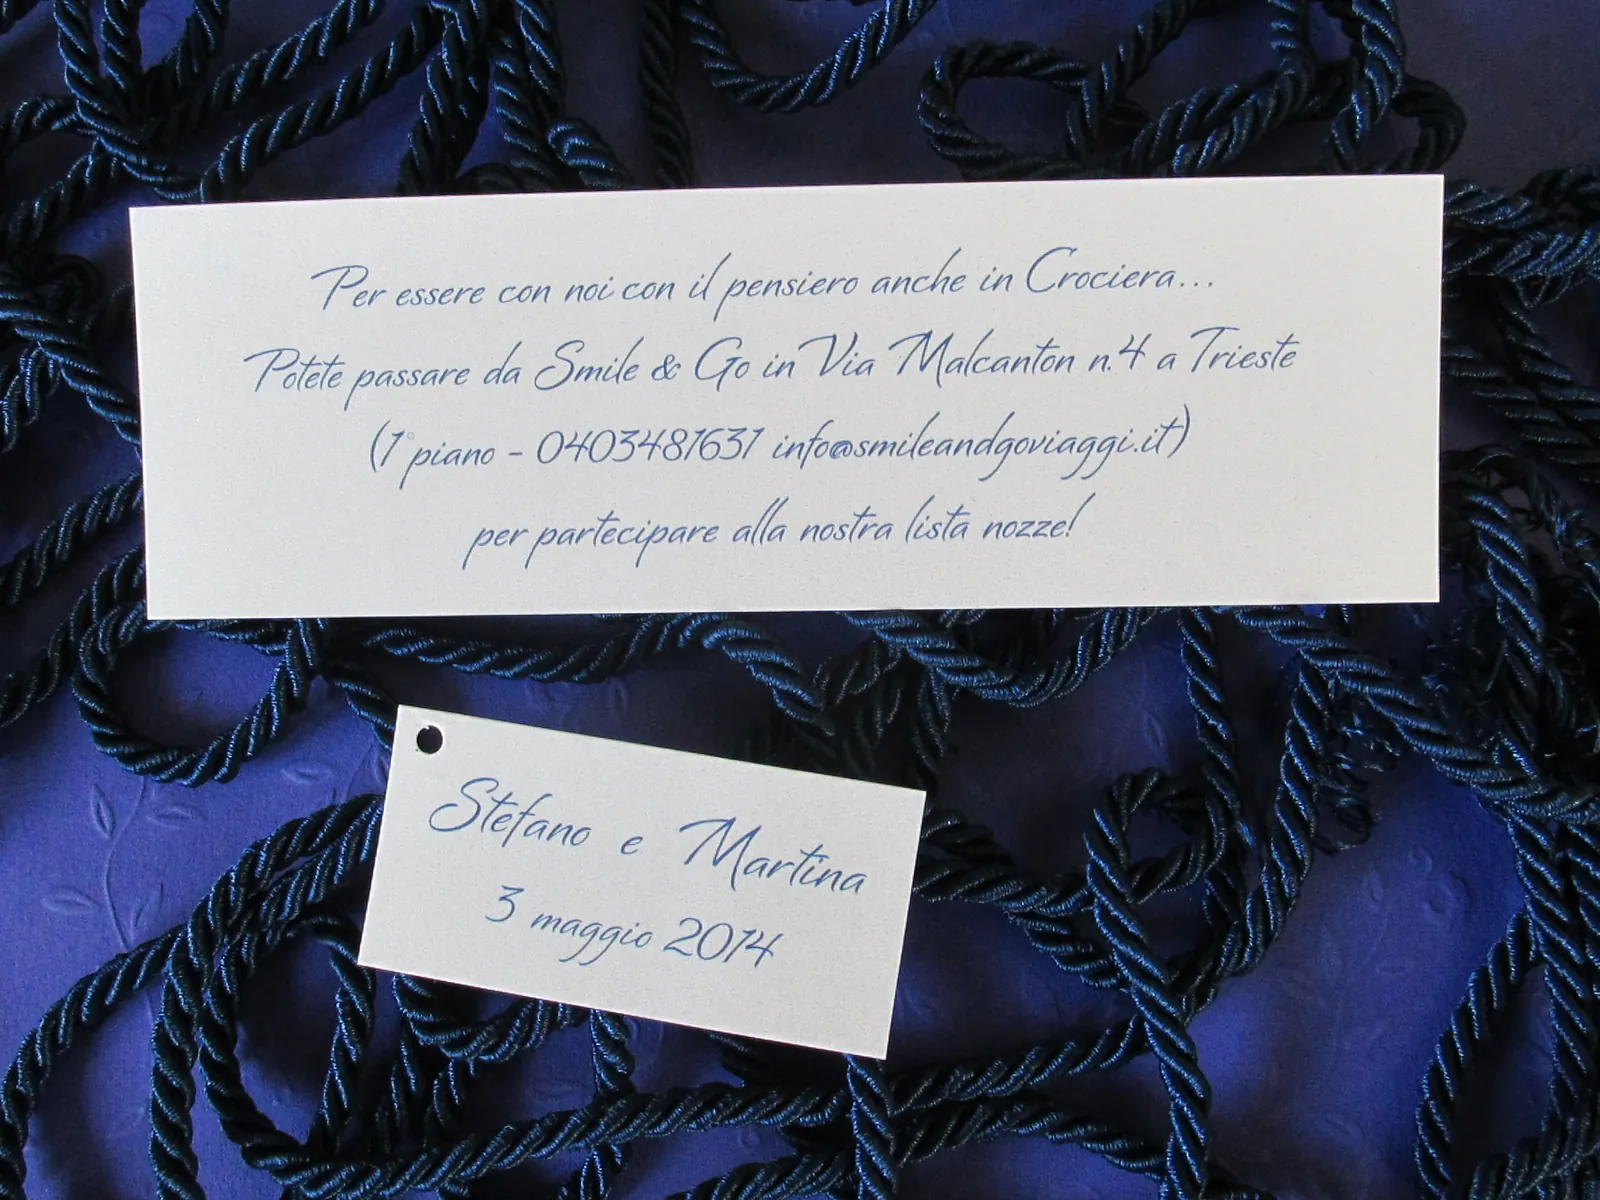 Per essere con noi con il pensiero anche in Crociera...
Potete passare da Smile & Go in Via Malcanton n.4 a Trieste
(1° piano - 0403481631 info@smileandgoviaggi.it)
per partecipare alla nostra lista nozze!
Stefano e Martina
3 maggio 2014